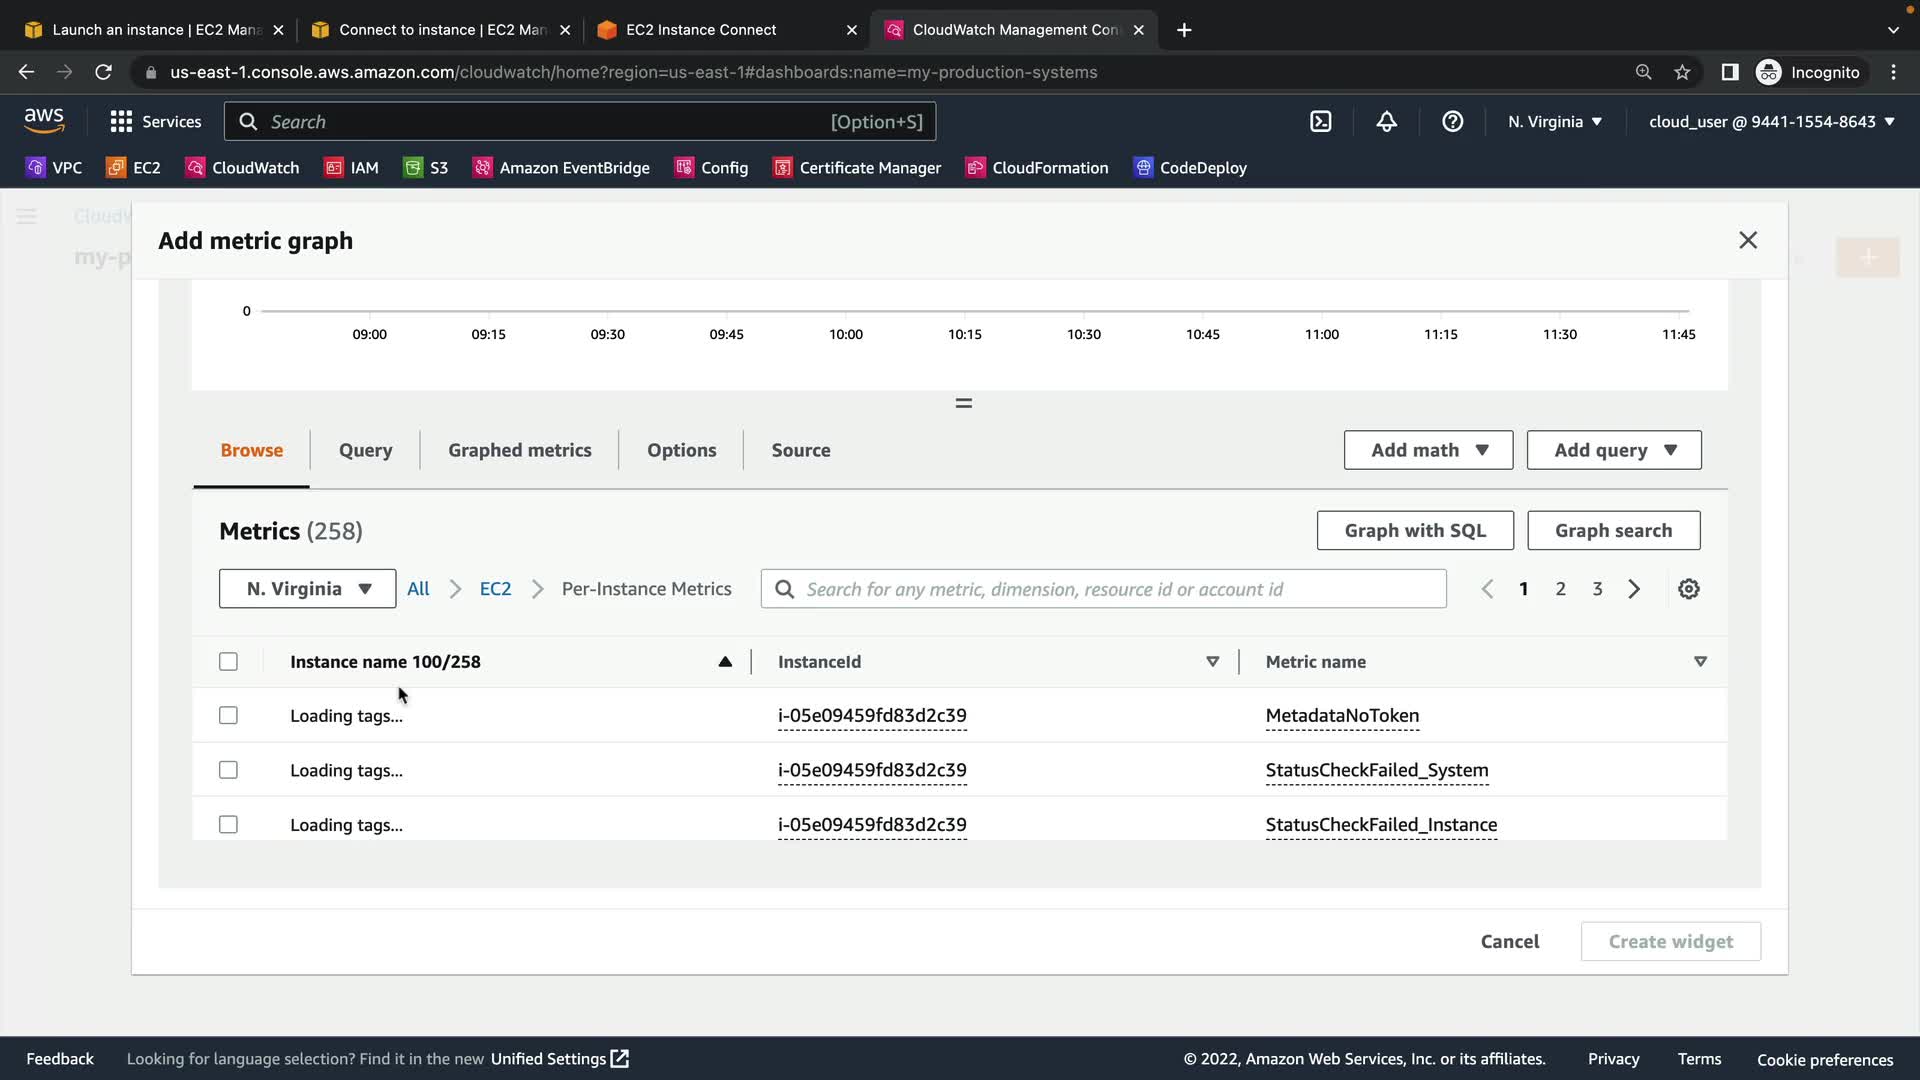 Launch an instance | EC2 Mana
Connect to instance | EC2 Man
EC2 Instance Connect
CloudWatch Management Con
us-east-1.console.aws.amazon.com/cloudwatch/home?region=us-east-1#dashboards:name=my-production-systems
Incognito
aws
Services
Search
[Option+S]
N. Virginia
cloud_user @ 9441-1554-8643
VPC
EC2
CloudWatch
IAM
S3
Amazon EventBridge
Config
Certificate Manager
CloudFormation
CodeDeploy
CloudW
my-p
Add metric graph
0
09:00 09:15 09:30 09:45 10:00 10:15 10:30 10:45 11:00 11:15 11:30 11:45
Browse
Query
Graphed metrics
Options
Source
Add math
Add query
Metrics (258)
Graph with SQL
Graph search
N. Virginia
All
EC2
Per-Instance Metrics
Search for any metric, dimension, resource id or account id
1 2 3
Instance name 100/258
InstanceId
Metric name
Loading tags... i-05e09459fd83d2c39 MetadataNoToken
Loading tags... i-05e09459fd83d2c39 StatusCheckFailed_System
Loading tags... i-05e09459fd83d2c39 StatusCheckFailed_Instance
Cancel
Create widget
Feedback
Looking for language selection? Find it in the new Unified Settings
© 2022, Amazon Web Services, Inc. or its affiliates.
Privacy
Terms
Cookie preferences